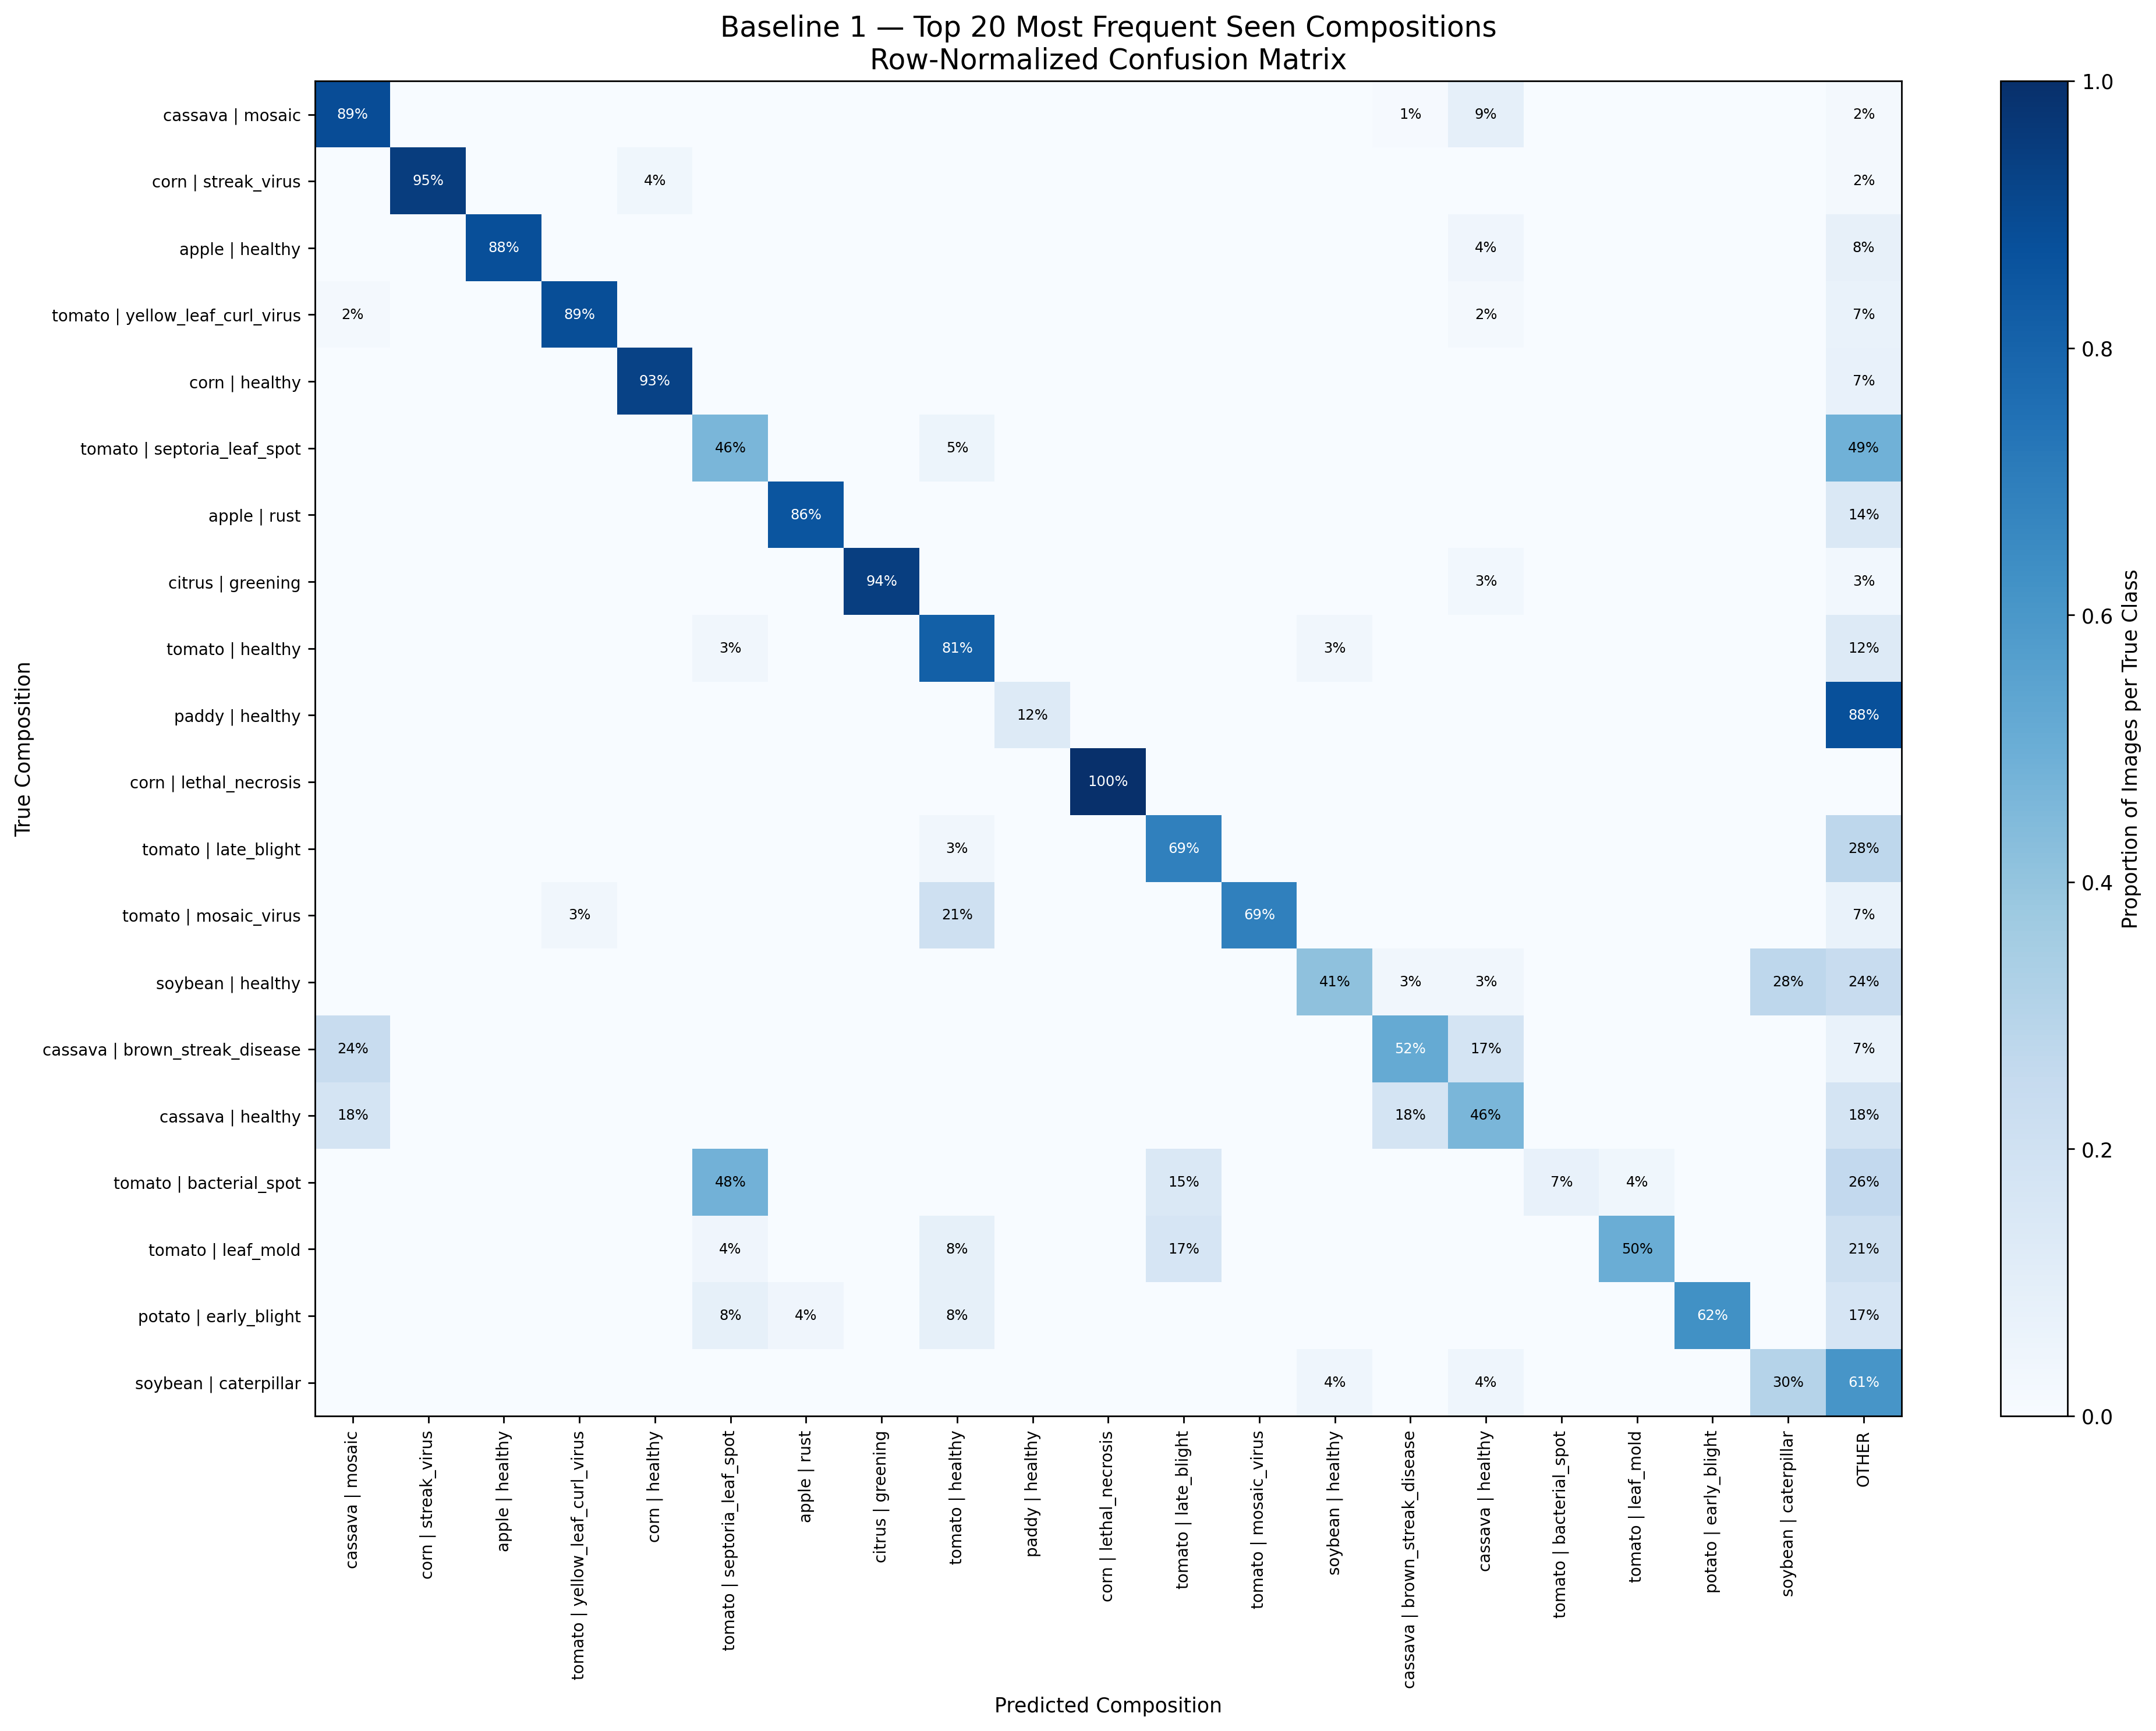 Baseline 1 — Top 20 Most Frequent Seen Compositions
Row-Normalized Confusion Matrix
True Composition
cassava | mosaic 89% 1% 9% 2%
corn | streak_virus 95% 4% 2%
apple | healthy 88% 4% 8%
tomato | yellow_leaf_curl_virus 2% 89% 2% 7%
corn | healthy 93% 7%
tomato | septoria_leaf_spot 46% 5% 49%
apple | rust 86% 14%
citrus | greening 94% 3% 3%
tomato | healthy 3% 81% 3% 12%
paddy | healthy 12% 88%
corn | lethal_necrosis 100%
tomato | late_blight 3% 69% 28%
tomato | mosaic_virus 3% 21% 69% 7%
soybean | healthy 41% 3% 3% 28% 24%
cassava | brown_streak_disease 24% 52% 17% 7%
cassava | healthy 18% 18% 46% 18%
tomato | bacterial_spot 48% 15% 7% 4% 26%
tomato | leaf_mold 4% 8% 17% 50% 21%
potato | early_blight 8% 4% 8% 62% 17%
soybean | caterpillar 4% 4% 30% 61%
cassava | mosaic
corn | streak_virus
apple | healthy
tomato | yellow_leaf_curl_virus
corn | healthy
tomato | septoria_leaf_spot
apple | rust
citrus | greening
tomato | healthy
paddy | healthy
corn | lethal_necrosis
tomato | late_blight
tomato | mosaic_virus
soybean | healthy
cassava | brown_streak_disease
cassava | healthy
tomato | bacterial_spot
tomato | leaf_mold
potato | early_blight
soybean | caterpillar
OTHER
Predicted Composition
1.0
0.8
0.6
0.4
0.2
0.0
Proportion of Images per True Class